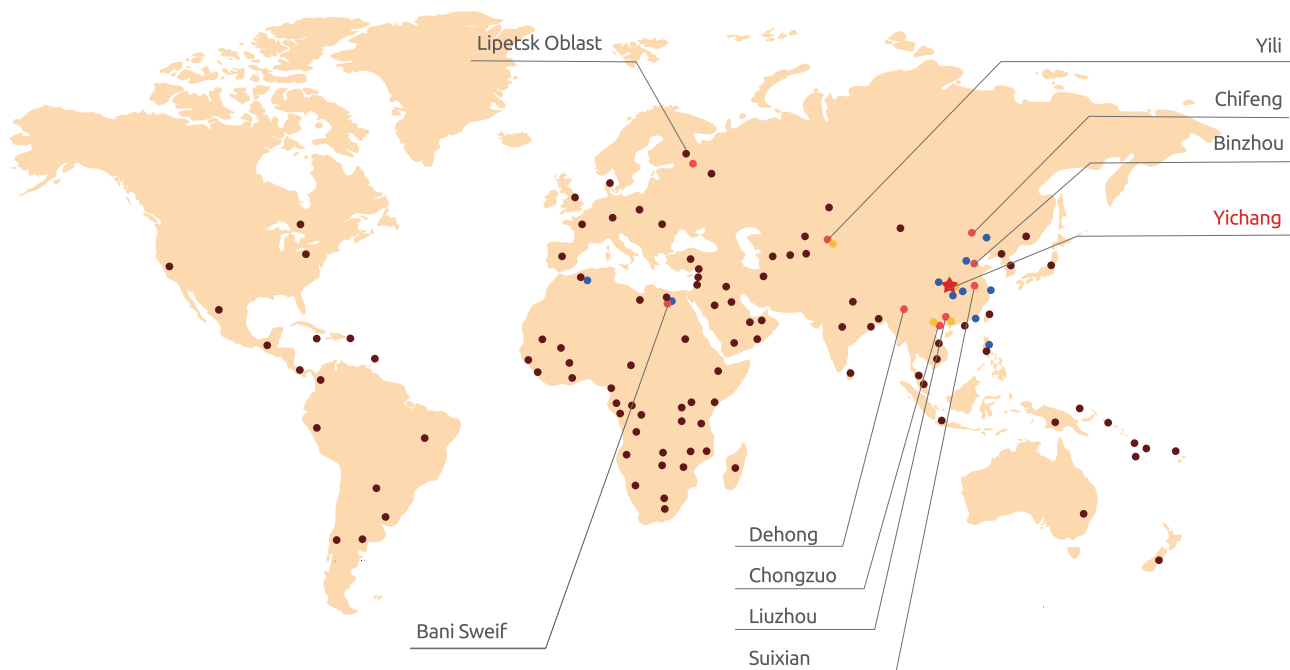 Lipetsk Oblast
Yili
Chifeng
Binzhou
Yichang
Dehong
Chongzuo
Liuzhou
Bani Sweif
Suixian